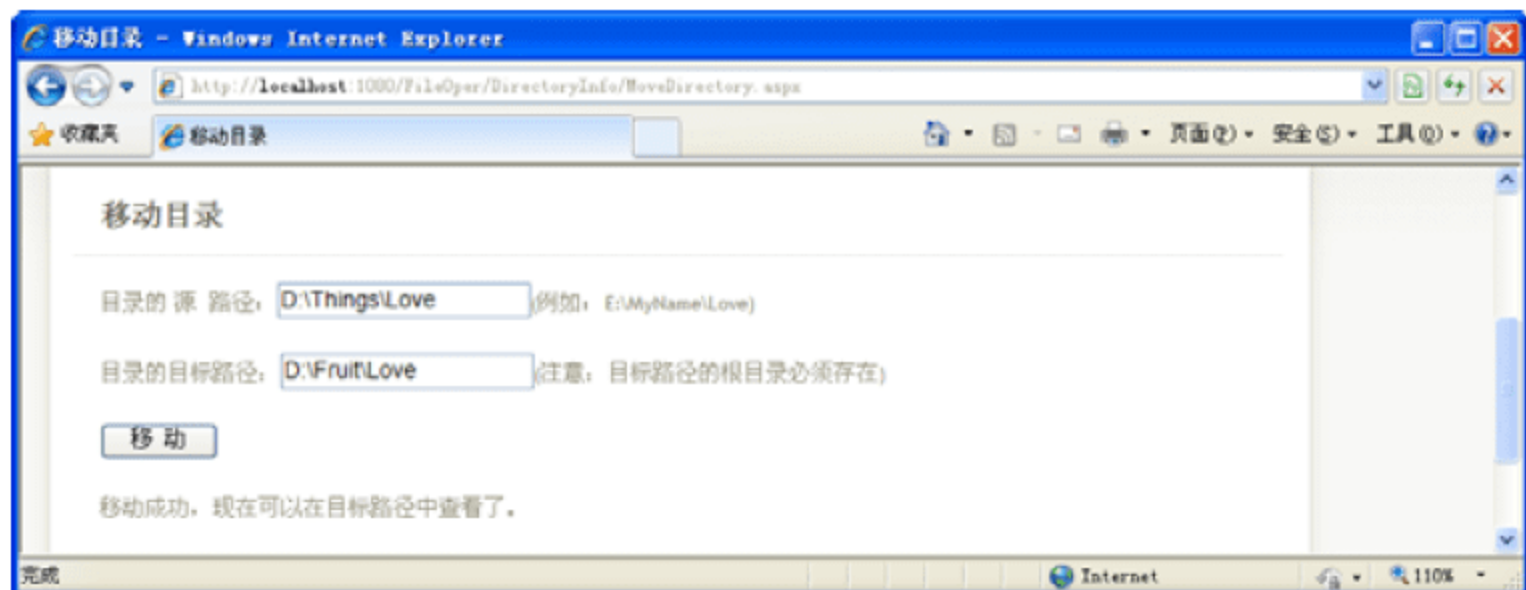 移动目录 - Windows Internet Explorer
http://localhost:1080/FileOper/DirectoryInfo/MoveDirectory.aspx
收藏夹 移动目录 页面(P) 安全(S) 工具(O)
移动目录
目录的 源 路径： D:\Things\Love (例如： E:\MyName\Love)
目录的目标路径： D:\Fruit\Love (注意：目标路径的根目录必须存在)
移 动
移动成功，现在可以在目标路径中查看了。
完成 Internet 110%